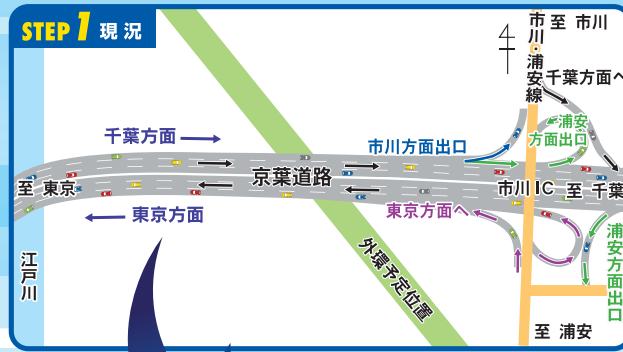 STEP 1 現況
市川・浦安線
至 市川
千葉方面へ
浦安
方面出口
千葉方面
市川方面出口
至 東京
京葉道路
市川IC
至 千葉
東京方面
東京方面へ
浦安方面出口
江戸川
外環予定位置
至 浦安